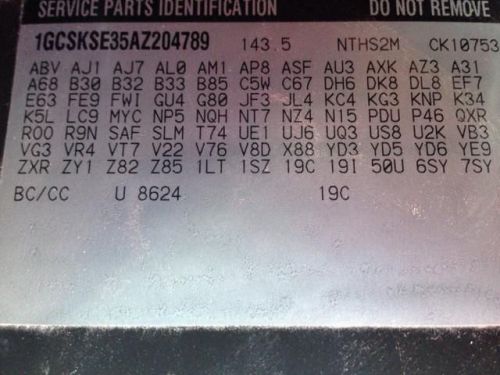 SERVICE PARTS IDENTIFICATION DO NOT REMOVE
1GCSKSE35AZ204789 143.5 NTHS2M CK10753
ABV AJ1 AJ7 AL0 AM1 AP8 ASF AU3 AXK AZ3 A31
A68 B30 B32 B33 B85 C5W C67 DH6 DK8 DL8 EF7
E63 FE9 FWI GU4 G80 JF3 JL4 KC4 KG3 KNP K34
K5L LC9 MYC NP5 NQH NT7 NZ4 N15 PDU P46 QXR
R00 R9N SAF SLM T74 UE1 UJ6 UQ3 US8 U2K VB3
VG3 VR4 VT7 V22 V76 V8D X88 YD3 YD5 YD6 YE9
ZXR ZY1 Z82 Z85 1LT 1SZ 19C 19I 50U 6SY 7SY
BC/CC U 8624 19C